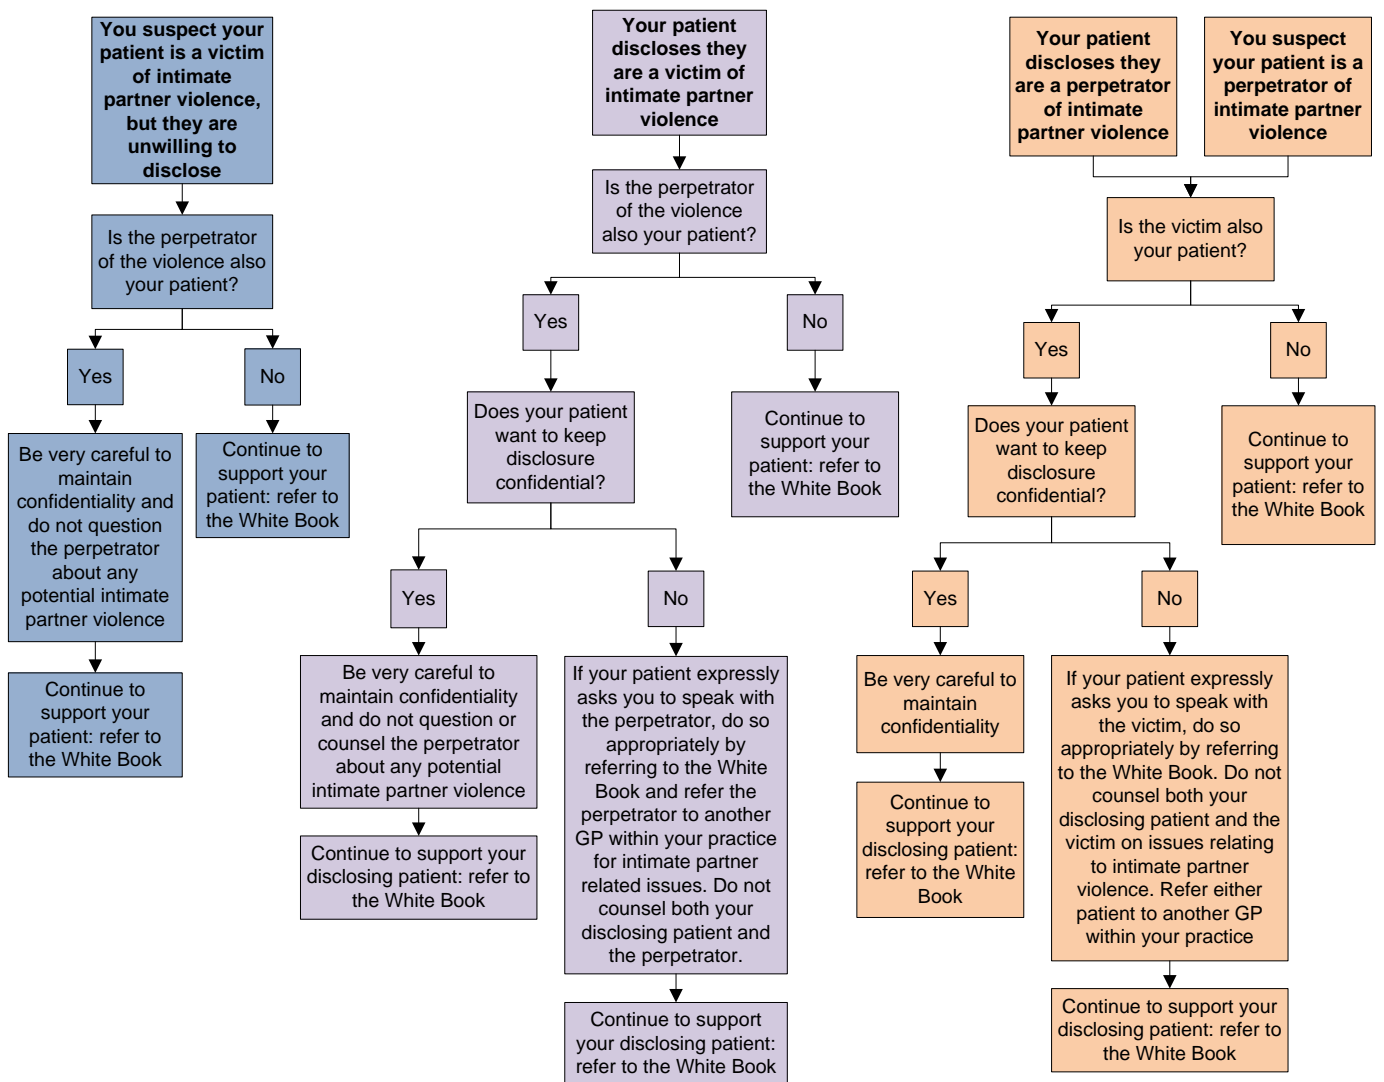 You suspect your
patient is a victim
of intimate
partner violence,
but they are
unwilling to
disclose
Is the perpetrator
of the violence also
your patient?
Yes
No
Be very careful to
maintain
confidentiality and
do not question
the perpetrator
about any
potential intimate
partner violence
Continue to
support your
patient: refer to
the White Book
Continue to
support your
patient: refer to
the White Book
Your patient
discloses they
are a victim of
intimate partner
violence
Is the perpetrator
of the violence
also your patient?
Yes
No
Does your patient
want to keep
disclosure
confidential?
Continue to
support your
patient: refer to
the White Book
Yes
No
Be very careful to
maintain confidentiality
and do not question or
counsel the perpetrator
about any potential
intimate partner violence
Continue to support your
disclosing patient: refer to
the White Book
If your patient expressly
asks you to speak with
the perpetrator, do so
appropriately by
referring to the White
Book and refer the
perpetrator to another
GP within your practice
for intimate partner
related issues. Do not
counsel both your
disclosing patient and
the perpetrator.
Continue to support
your disclosing patient:
refer to the White Book
Your patient
discloses they
are a perpetrator
of intimate
partner violence
You suspect
your patient is a
perpetrator of
intimate partner
violence
Is the victim also
your patient?
Yes
No
Does your patient
want to keep
disclosure
confidential?
Continue to
support your
patient: refer to
the White Book
Yes
No
Be very careful to
maintain
confidentiality
Continue to
support your
disclosing patient:
refer to the White
Book
If your patient expressly
asks you to speak with
the victim, do so
appropriately by referring
to the White Book. Do not
counsel both your
disclosing patient and the
victim on issues relating
to intimate partner
violence. Refer either
patient to another GP
within your practice
Continue to support your
disclosing patient: refer to
the White Book